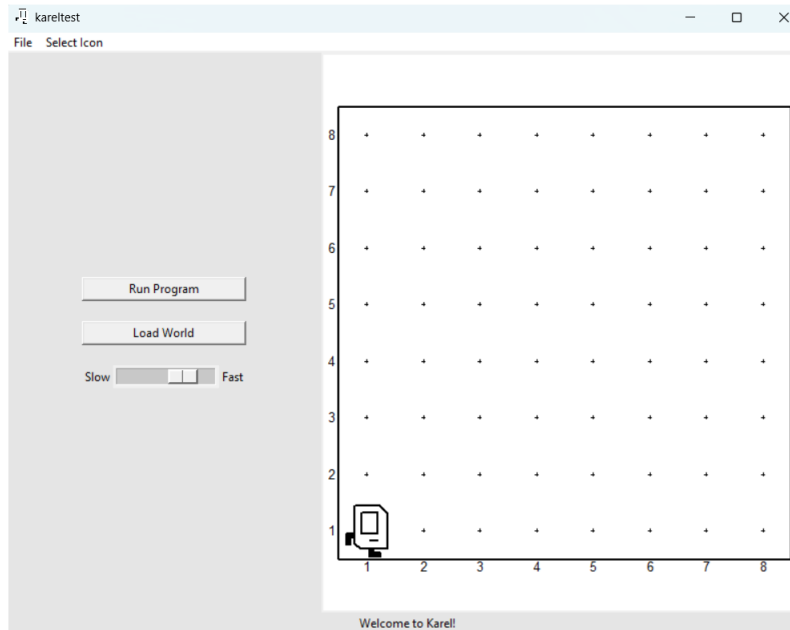 kareltest
File Select Icon
8
7
6
5
Run Program
Load World
4
Slow Fast
3
2
1
1 2 3 4 5 6 7 8
Welcome to Karel!